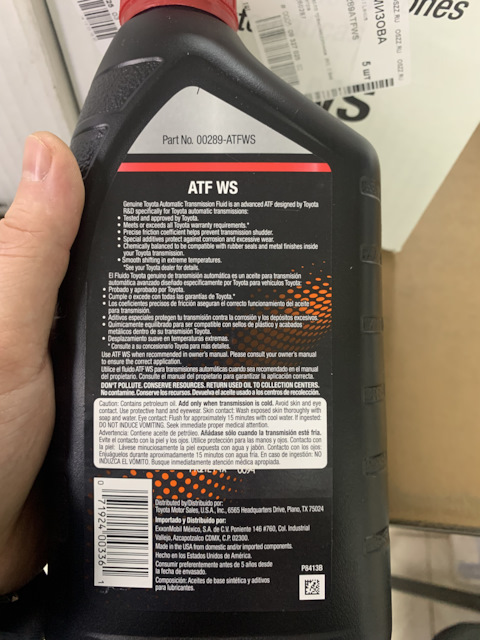 ones
МИЗОВА
5 шт
WS
Part No. 00289-ATFWS
ATF WS
Genuine Toyota Automatic Transmission Fluid is an advanced ATF designed by Toyota
R&D specifically for Toyota automatic transmissions:
• Tested and approved by Toyota.
• Meets or exceeds all Toyota warranty requirements.*
• Precise friction coefficient helps prevent transmission shudder.
• Special additives protect against corrosion and excessive wear.
• Chemically balanced to be compatible with rubber seals and metal finishes inside
your Toyota transmission.
• Smooth shifting in extreme temperatures.
*See your Toyota dealer for details.
El Fluido Toyota genuino de transmisión automática es un aceite para transmisión
automática avanzado diseñado específicamente por Toyota para vehículos Toyota:
• Probado y aprobado por Toyota.
• Cumple o excede con todas las garantías de Toyota.*
• Los coeficientes precisos de fricción aseguran el correcto funcionamiento del aceite
para transmisión.
• Aditivos especiales protegen tu transmisión contra la corrosión y los depósitos excesivos.
• Químicamente equilibrado para ser compatible con sellos de plástico y acabados
metálicos dentro de su transmisión Toyota.
• Desplazamiento suave en temperaturas extremas.
*Consulte a su concesionario Toyota para más detalles.
Use ATF WS when recommended in owner's manual. Please consult your owner's manual
to ensure the correct application.
Utilice el fluido ATF WS para transmisiones automáticas cuando sea recomendado en el manual
del propietario. Consulte el manual del propietario para garantizar la aplicación correcta.
DON'T POLLUTE. CONSERVE RESOURCES. RETURN USED OIL TO COLLECTION CENTERS.
No contamine. Conserve los recursos. Devuelva el aceite usado a los centros de recolección.
Caution: Contains petroleum oil. Add only when transmission is cold. Avoid skin and eye
contact. Use protective hand and eyewear. Skin contact: Wash exposed skin thoroughly with
soap and water. Eye contact: Flush for approximately 15 minutes with cool water. If ingested:
DO NOT INDUCE VOMITING. Seek immediate proper medical attention.
Advertencia: Contiene aceite de petróleo. Añádase sólo cuando la transmisión esté fría.
Evite el contacto con la piel y los ojos. Utilice protección para las manos y ojos. Contacto con
la piel: Lávese minuciosamente la piel expuesta con agua y jabón. Contacto con los ojos:
Enjuáguelos durante aproximadamente 15 minutos con agua fría. En caso de ingestión: NO
INDUZCA EL VÓMITO. Busque inmediatamente atención médica apropiada.
Distributed by/Distribuido por:
Toyota Motor Sales, U.S.A., Inc., 6565 Headquarters Drive, Plano, TX 75024
Importado y Distribuido por:
ExxonMobil México, S.A. de C.V. Poniente 146 #760, Col. Industrial
Vallejo, Azcapotzalco CDMX, C.P. 02300.
Made in the USA from domestic and/or imported components.
Hecho en los Estados Unidos de América.
Consumir preferentemente antes de 5 años desde
la fecha de envasado.
Composición: Aceites de base sintética y aditivos
para lubricantes.
P8413B
0 71924 00336 1